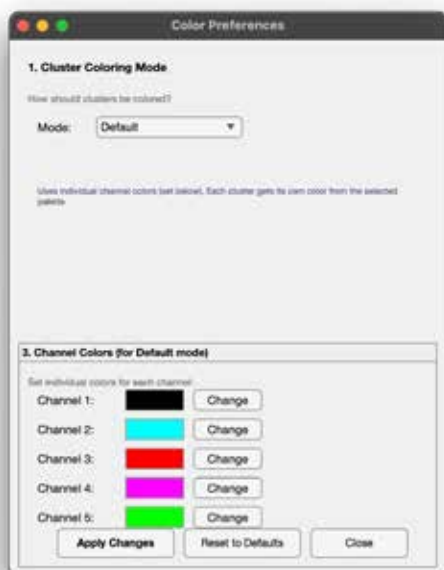 Color Preferences
1. Cluster Coloring Mode
How should clusters be colored?
Mode: Default
Uses individual channel colors (set below). Each cluster gets its own color from the selected
palette
3. Channel Colors (for Default mode)
Set individual colors for each channel
Channel 1: Change
Channel 2: Change
Channel 3: Change
Channel 4: Change
Channel 5: Change
Apply Changes Reset to Defaults Close